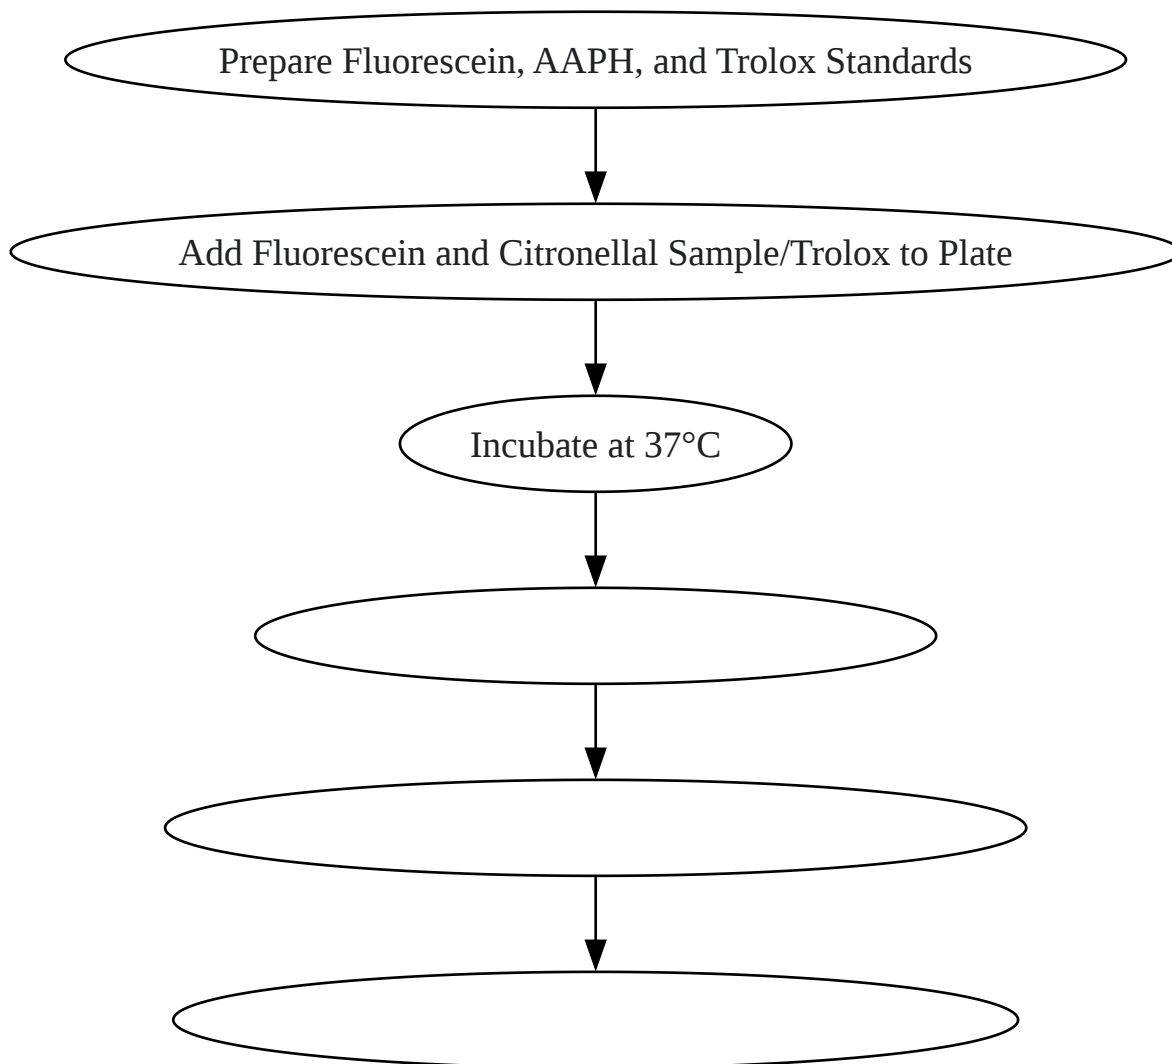 Prepare Fluorescein, AAPH, and Trolox Standards
Add Fluorescein and Citronellal Sample/Trolox to Plate
Incubate at 37°C